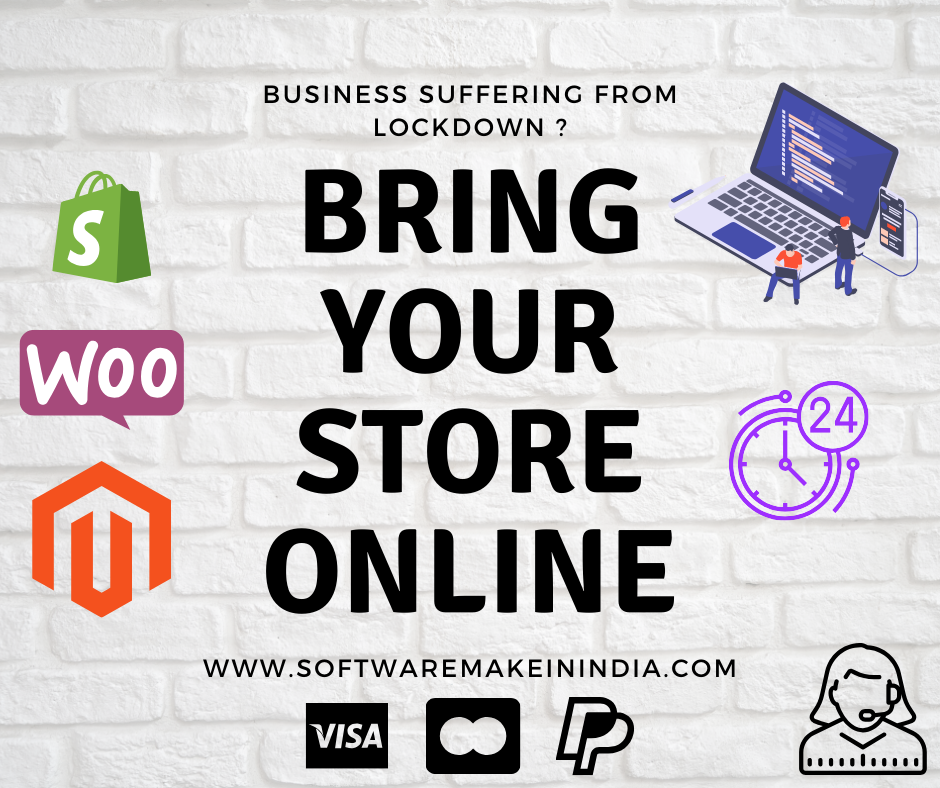 BUSINESS SUFFERING FROM
LOCKDOWN ?
BRING
YOUR
STORE
ONLINE
S
WOO
24
WWW.SOFTWAREMAKEININDIA.COM
VISA